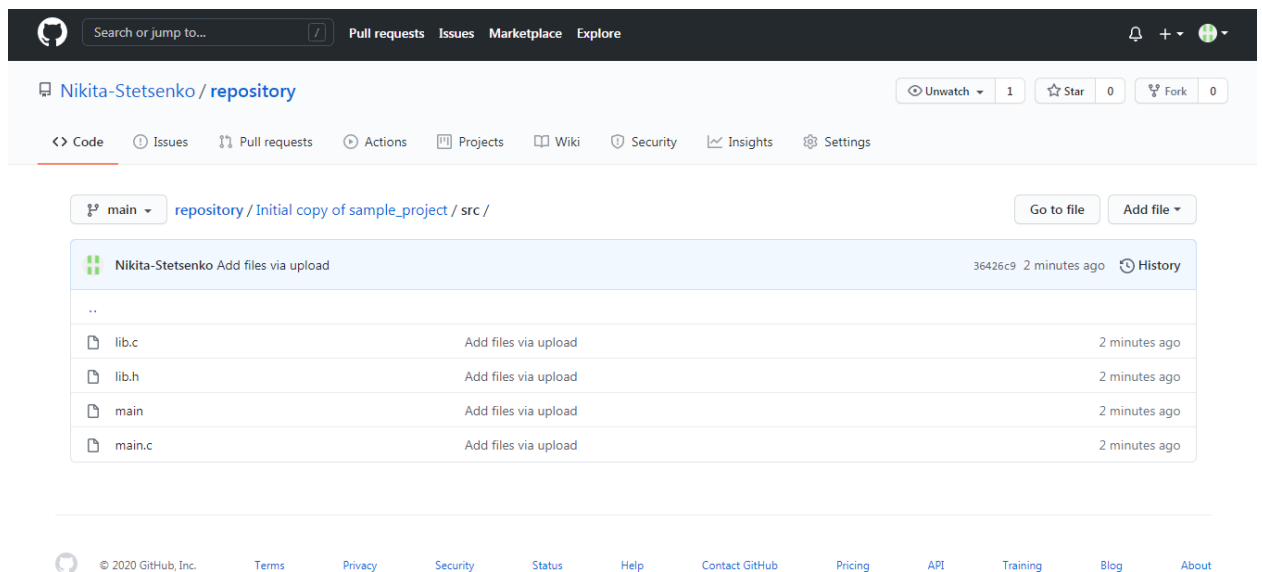 Search or jump to... / Pull requests Issues Marketplace Explore
Nikita-Stetsenko / repository Unwatch 1 Star 0 Fork 0
Code Issues Pull requests Actions Projects Wiki Security Insights Settings
main repository / Initial copy of sample_project / src / Go to file Add file
Nikita-Stetsenko Add files via upload 36426c9 2 minutes ago History
..
lib.c Add files via upload 2 minutes ago
lib.h Add files via upload 2 minutes ago
main Add files via upload 2 minutes ago
main.c Add files via upload 2 minutes ago
© 2020 GitHub, Inc. Terms Privacy Security Status Help Contact GitHub Pricing API Training Blog About